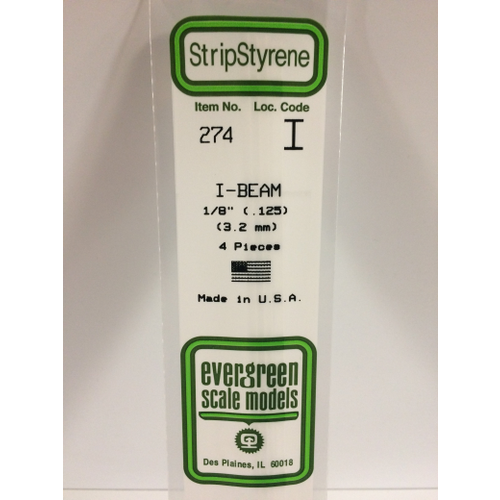 StripStyrene
Item No. Loc. Code
274 I
I-BEAM
1/8" (.125)
(3.2 mm)
4 Pieces
Made in U.S.A.
evergreen
scale models
Des Plaines, IL 60018